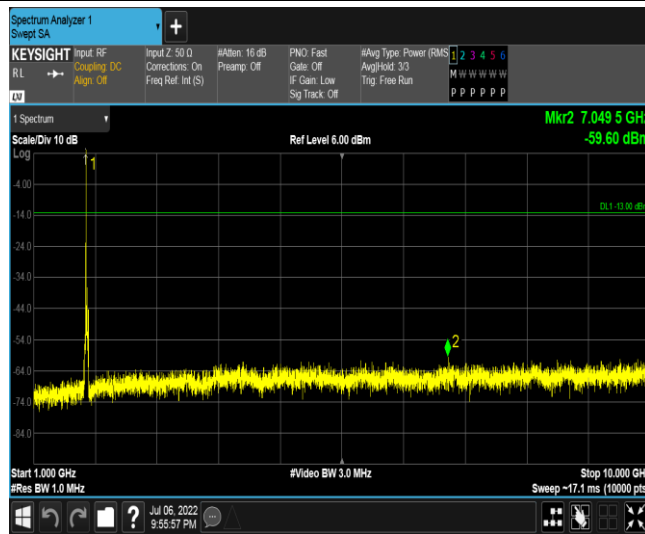 Spectrum Analyzer 1
Swept SA
KEYSIGHT
RL
LXI
Input: RF
Coupling: DC
Align: Off
Input Z: 50 Ω
Corrections: On
Freq Ref: Int (S)
#Atten: 16 dB
Preamp: Off
PNO: Fast
Gate: Off
IF Gain: Low
Sig Track: Off
#Avg Type: Power (RMS
Avg|Hold: 3/3
Trig: Free Run
1 2 3 4 5 6
M W W W W W
P P P P P P
1 Spectrum
Mkr2 7.049 5 GHz
-59.60 dBm
Scale/Div 10 dB
Ref Level 6.00 dBm
Log
1
-4.00
DL1 -13.00 dBm
-14.0
-24.0
-34.0
-44.0
-54.0
2
-64.0
-74.0
-84.0
Start 1.000 GHz
#Video BW 3.0 MHz
Stop 10.000 GHz
#Res BW 1.0 MHz
Sweep ~17.1 ms (10000 pts
Jul 06, 2022
9:55:57 PM